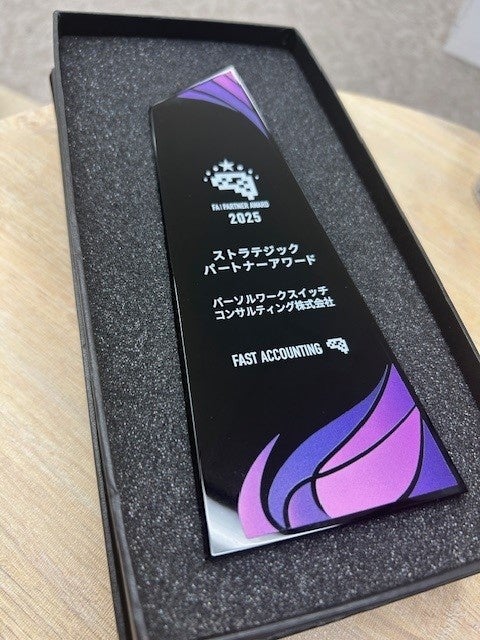 FAST PARTNER AWARD
2025
ストラテジック
パートナーアワード
パーソルワークスイッチ
コンサルティング株式会社
FAST ACCOUNTING